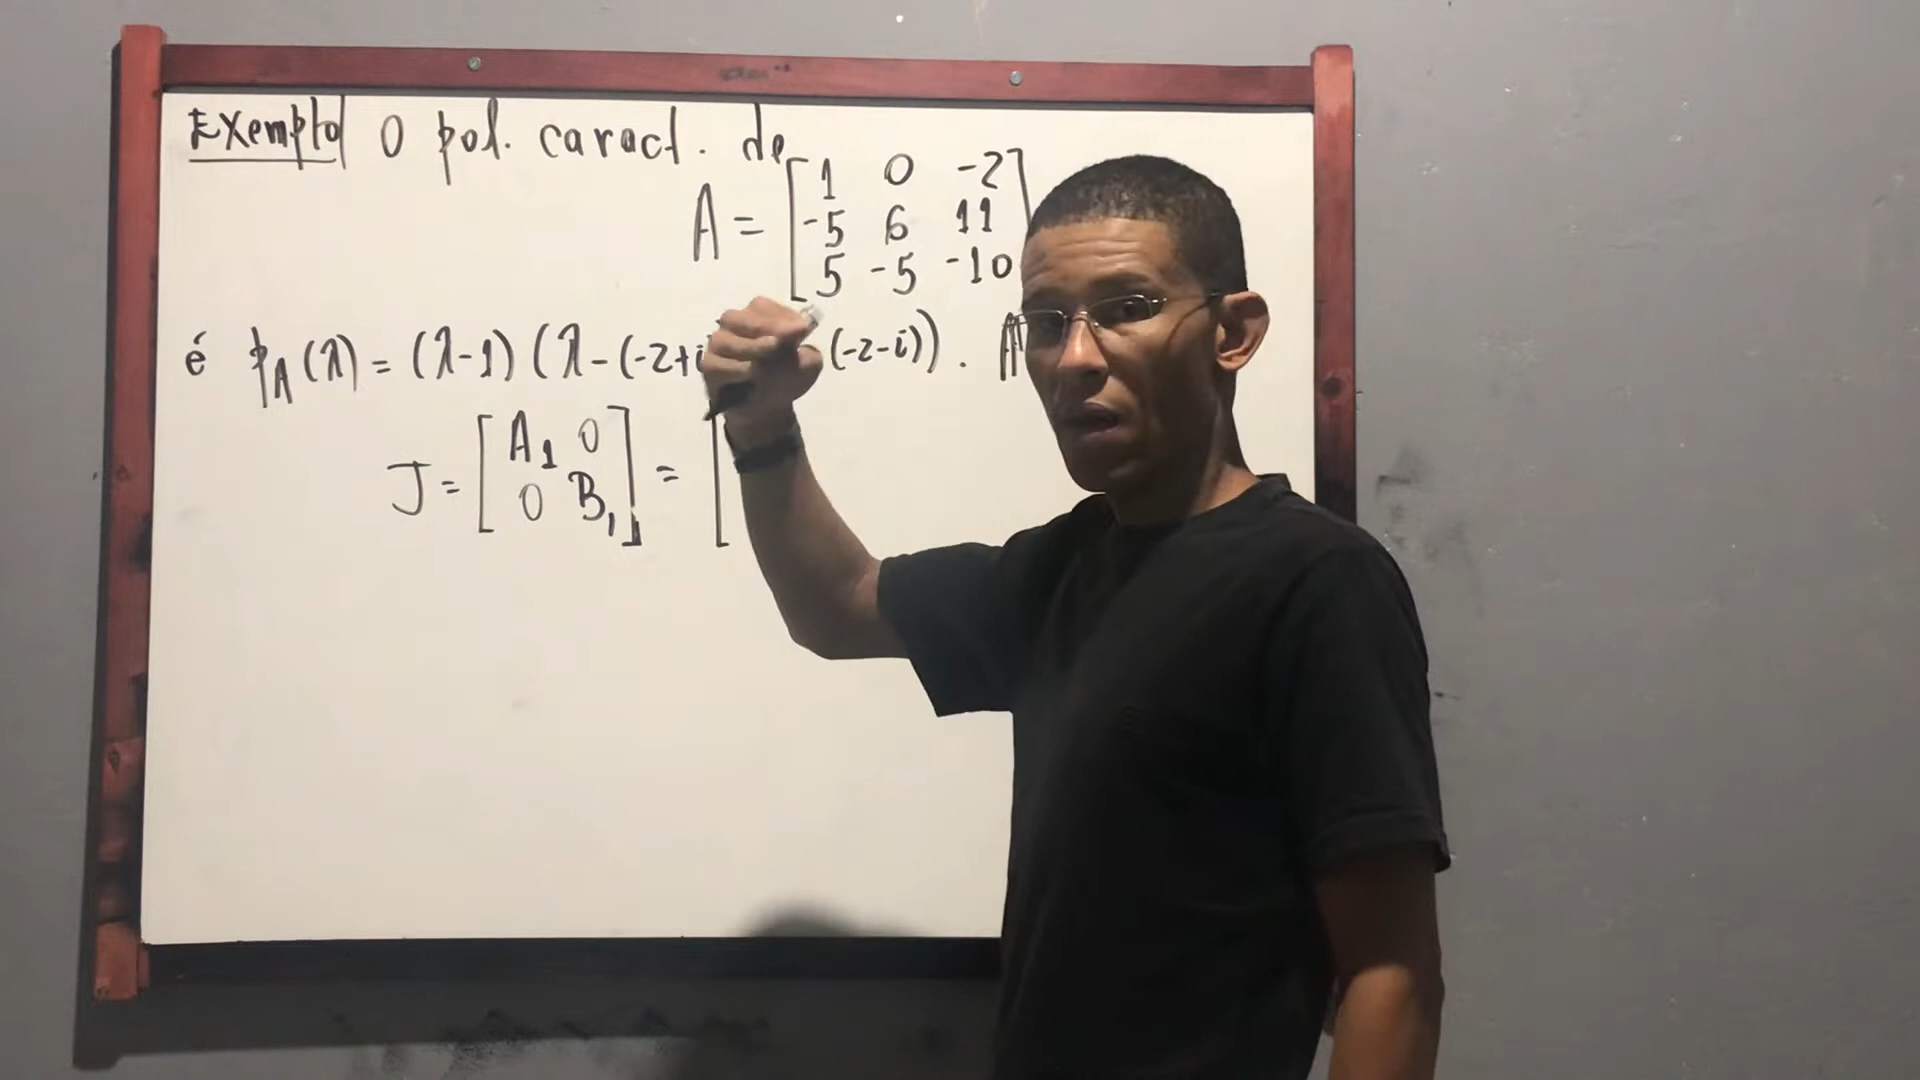 Exemplo O pol. caract. de
A = [ 1 0 -2
-5 6 11
5 -5 -10 ]
é p_A(λ) = (λ-1)(λ-(-2+i (-2-i)).
J = [ A_1 0
0 B_1 ] = [